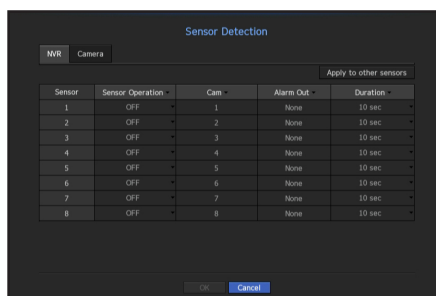 Sensor Detection
NVR Camera
Apply to other sensors
Sensor Sensor Operation Cam Alarm Out Duration
1 OFF 1 None 10 sec
2 OFF 2 None 10 sec
3 OFF 3 None 10 sec
4 OFF 4 None 10 sec
5 OFF 5 None 10 sec
6 OFF 6 None 10 sec
7 OFF 7 None 10 sec
8 OFF 8 None 10 sec
OK Cancel